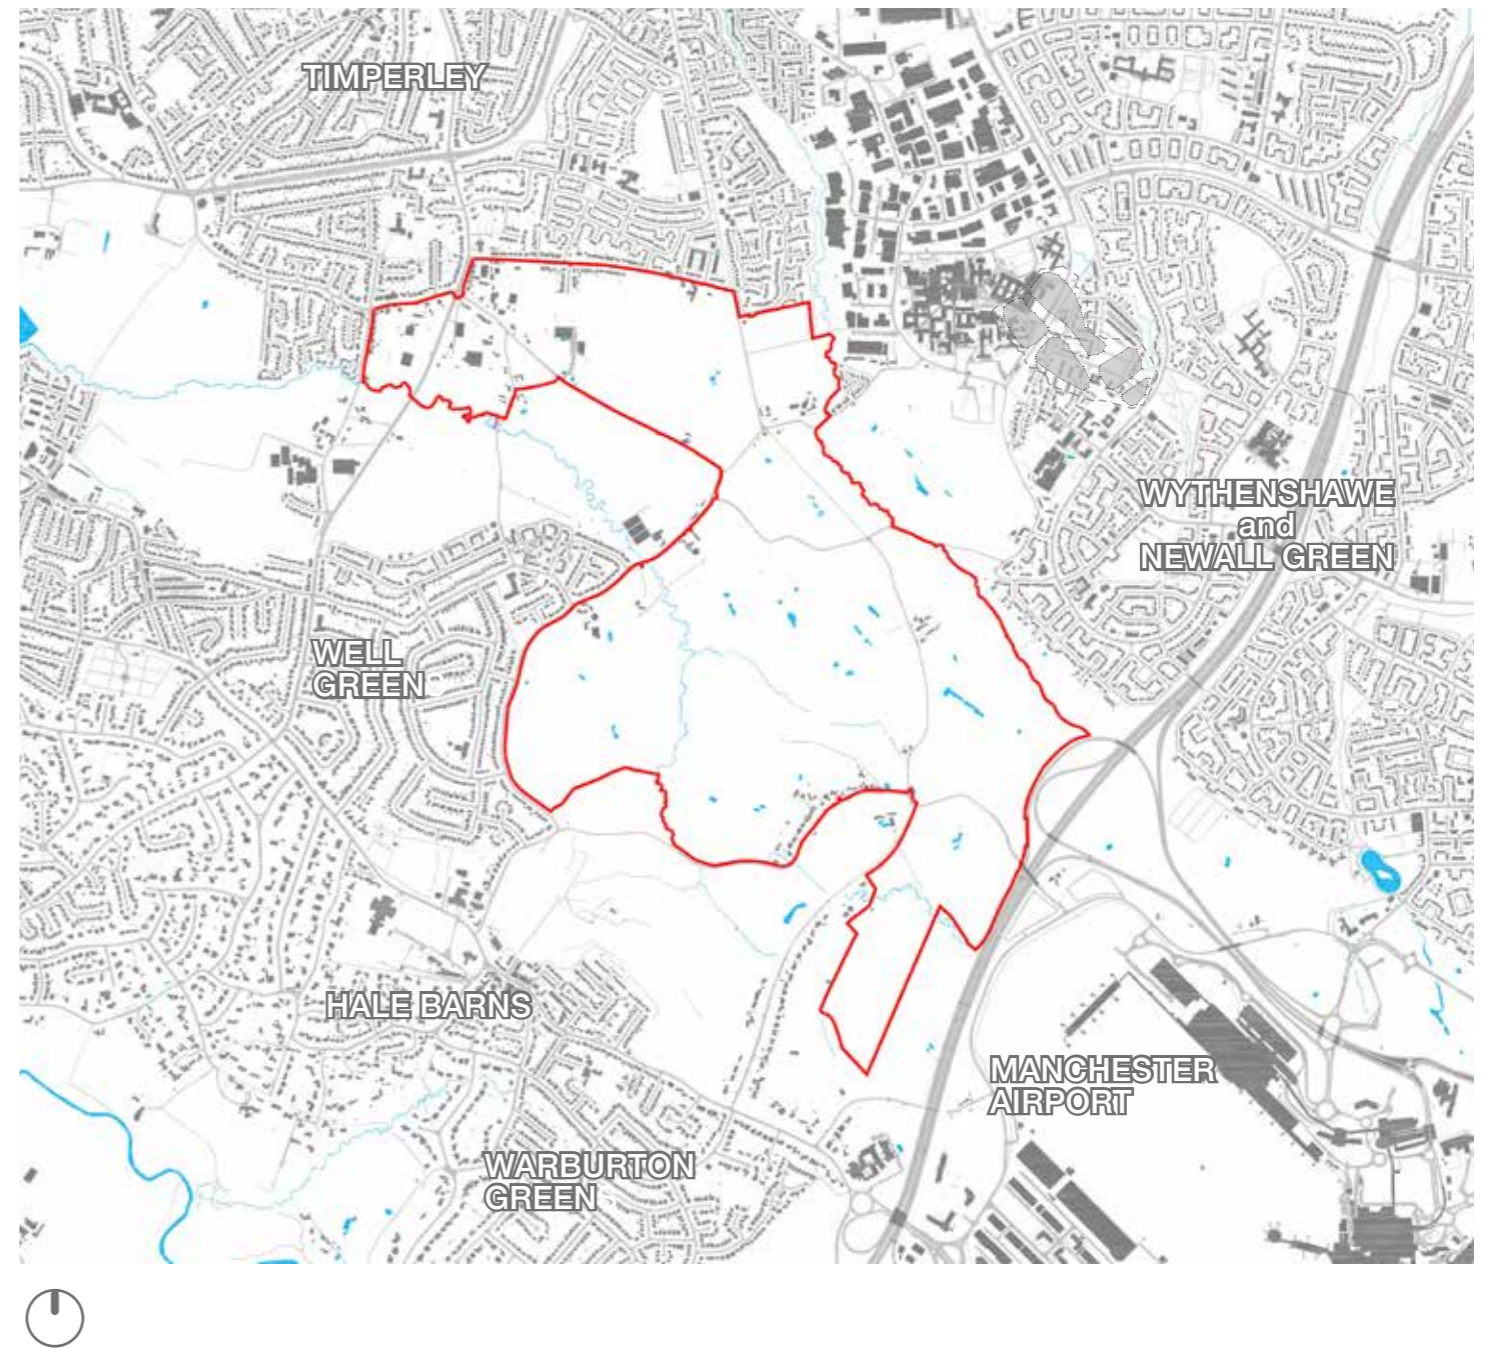 TIMPERLEY
WYTHENSHAWE
and
NEWALL GREEN
WELL
GREEN
HALE BARNS
MANCHESTER
AIRPORT
WARBURTON
GREEN